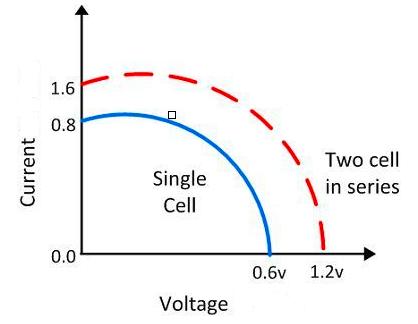 1.6
0.8
Current
Single
Cell
Two cell
in series
0.0
0.6v
1.2v
Voltage